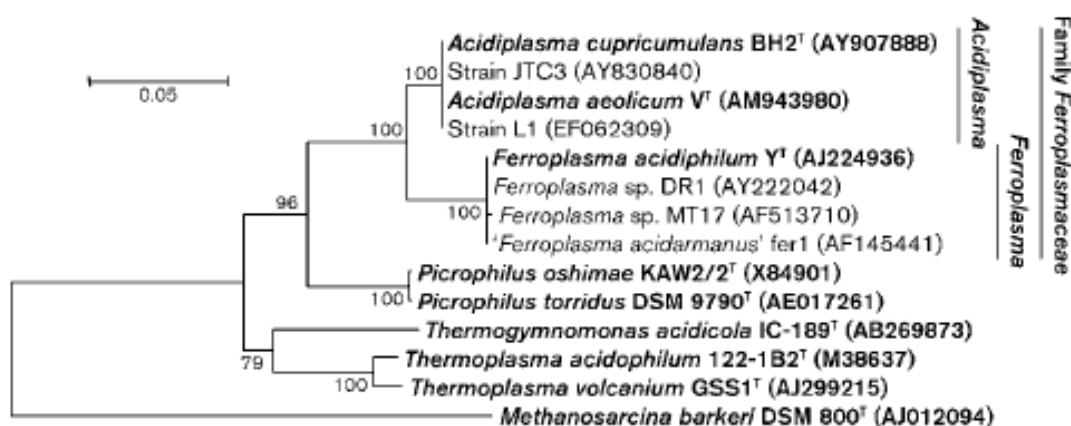 Acidiplasma cupricumulans BH2ᵀ (AY907888)
100
Strain JTC3 (AY830840)
0.05
Acidiplasma aeolicum Vᵀ (AM943980)
100
Strain L1 (EF062309)
Ferroplasma acidiphilum Yᵀ (AJ224936)
Ferroplasma sp. DR1 (AY222042)
96
100
Ferroplasma sp. MT17 (AF513710)
'Ferroplasma acidarmanus' fer1 (AF145441)
Picrophilus oshimae KAW2/2ᵀ (X84901)
100
Picrophilus torridus DSM 9790ᵀ (AE017261)
Thermogymnomonas acidicola IC-189ᵀ (AB269873)
79
Thermoplasma acidophilum 122-1B2ᵀ (M38637)
100
Thermoplasma volcanium GSS1ᵀ (AJ299215)
Methanosarcina barkeri DSM 800ᵀ (AJ012094)
Acidiplasma
Ferroplasma
Family Ferroplasmaceae